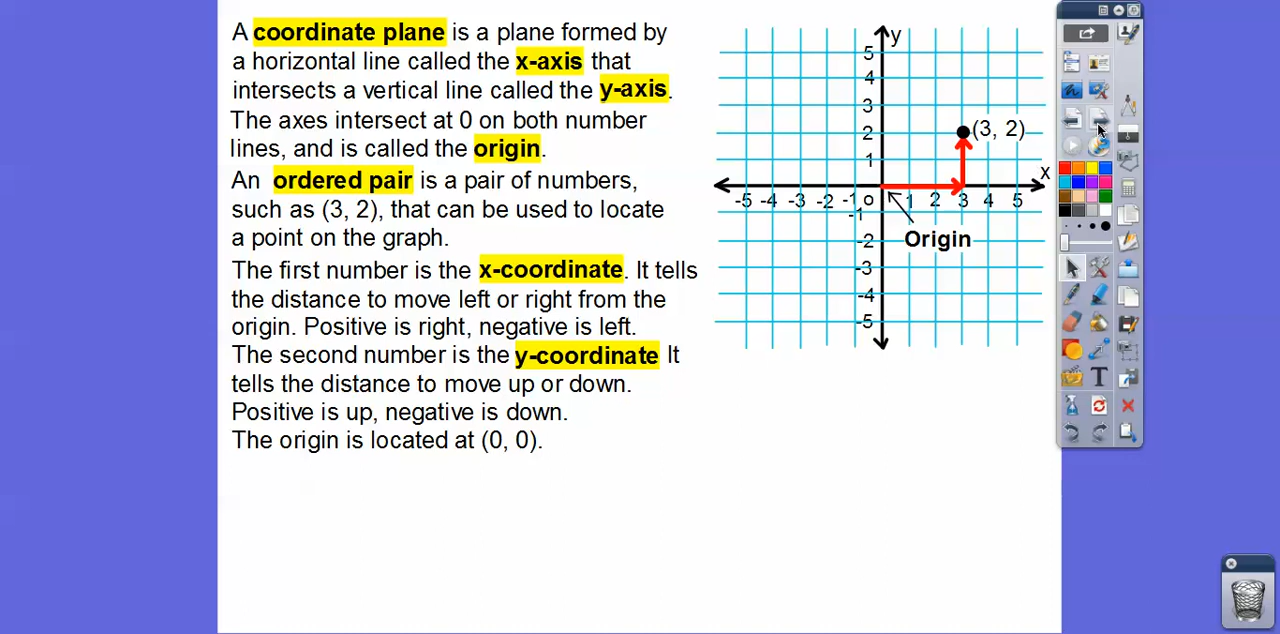 A coordinate plane is a plane formed by
a horizontal line called the x-axis that
intersects a vertical line called the y-axis.
The axes intersect at 0 on both number
lines, and is called the origin.
An ordered pair is a pair of numbers,
such as (3, 2), that can be used to locate
a point on the graph.
The first number is the x-coordinate. It tells
the distance to move left or right from the
origin. Positive is right, negative is left.
The second number is the y-coordinate It
tells the distance to move up or down.
Positive is up, negative is down.
The origin is located at (0, 0).
y
5
4
3
2
(3, 2)
1
x
-5 -4 -3 -2 -1 o 1 2 3 4 5
-1
Origin
-2
-3
-4
-5
T